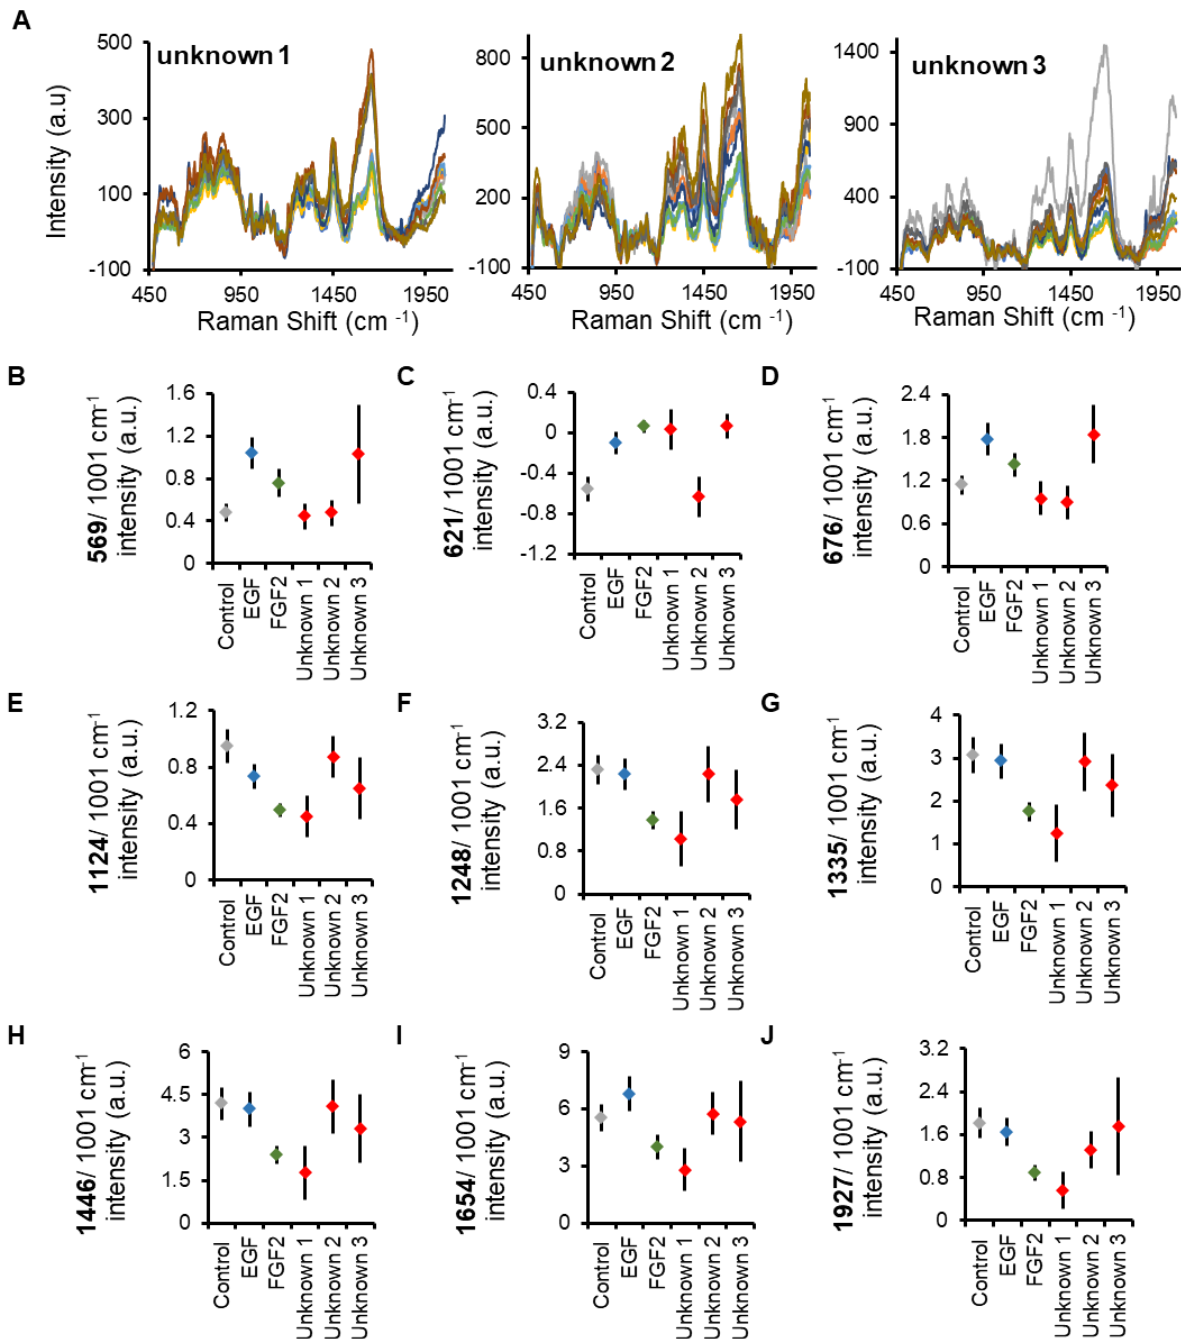 A
unknown 1
unknown 2
unknown 3
Intensity (a.u)
500
300
100
-100
800
500
200
-100
1400
900
400
-100
450 950 1450 1950
450 950 1450 1950
450 950 1450 1950
Raman Shift (cm -1)
Raman Shift (cm -1)
Raman Shift (cm -1)
B
569/ 1001 cm-1
intensity (a.u.)
1.6
1.2
0.8
0.4
0
Control
EGF
FGF2
Unknown 1
Unknown 2
Unknown 3
C
621/ 1001 cm-1
intensity (a.u.)
0.4
0
-0.4
-0.8
-1.2
Control
EGF
FGF2
Unknown 1
Unknown 2
Unknown 3
D
676/ 1001 cm-1
intensity (a.u.)
2.4
1.8
1.2
0.6
0
Control
EGF
FGF2
Unknown 1
Unknown 2
Unknown 3
E
1124/ 1001 cm-1
intensity (a.u.)
1.2
0.8
0.4
0
Control
EGF
FGF2
Unknown 1
Unknown 2
Unknown 3
F
1248/ 1001 cm-1
intensity (a.u.)
3.2
2.4
1.6
0.8
0
Control
EGF
FGF2
Unknown 1
Unknown 2
Unknown 3
G
1335/ 1001 cm-1
intensity (a.u.)
4
3
2
1
0
Control
EGF
FGF2
Unknown 1
Unknown 2
Unknown 3
H
1446/ 1001 cm-1
intensity (a.u.)
6
4.5
3
1.5
0
Control
EGF
FGF2
Unknown 1
Unknown 2
Unknown 3
I
1654/ 1001 cm-1
intensity (a.u.)
9
6
3
0
Control
EGF
FGF2
Unknown 1
Unknown 2
Unknown 3
J
1927/ 1001 cm-1
intensity (a.u.)
3.2
2.4
1.6
0.8
0
Control
EGF
FGF2
Unknown 1
Unknown 2
Unknown 3